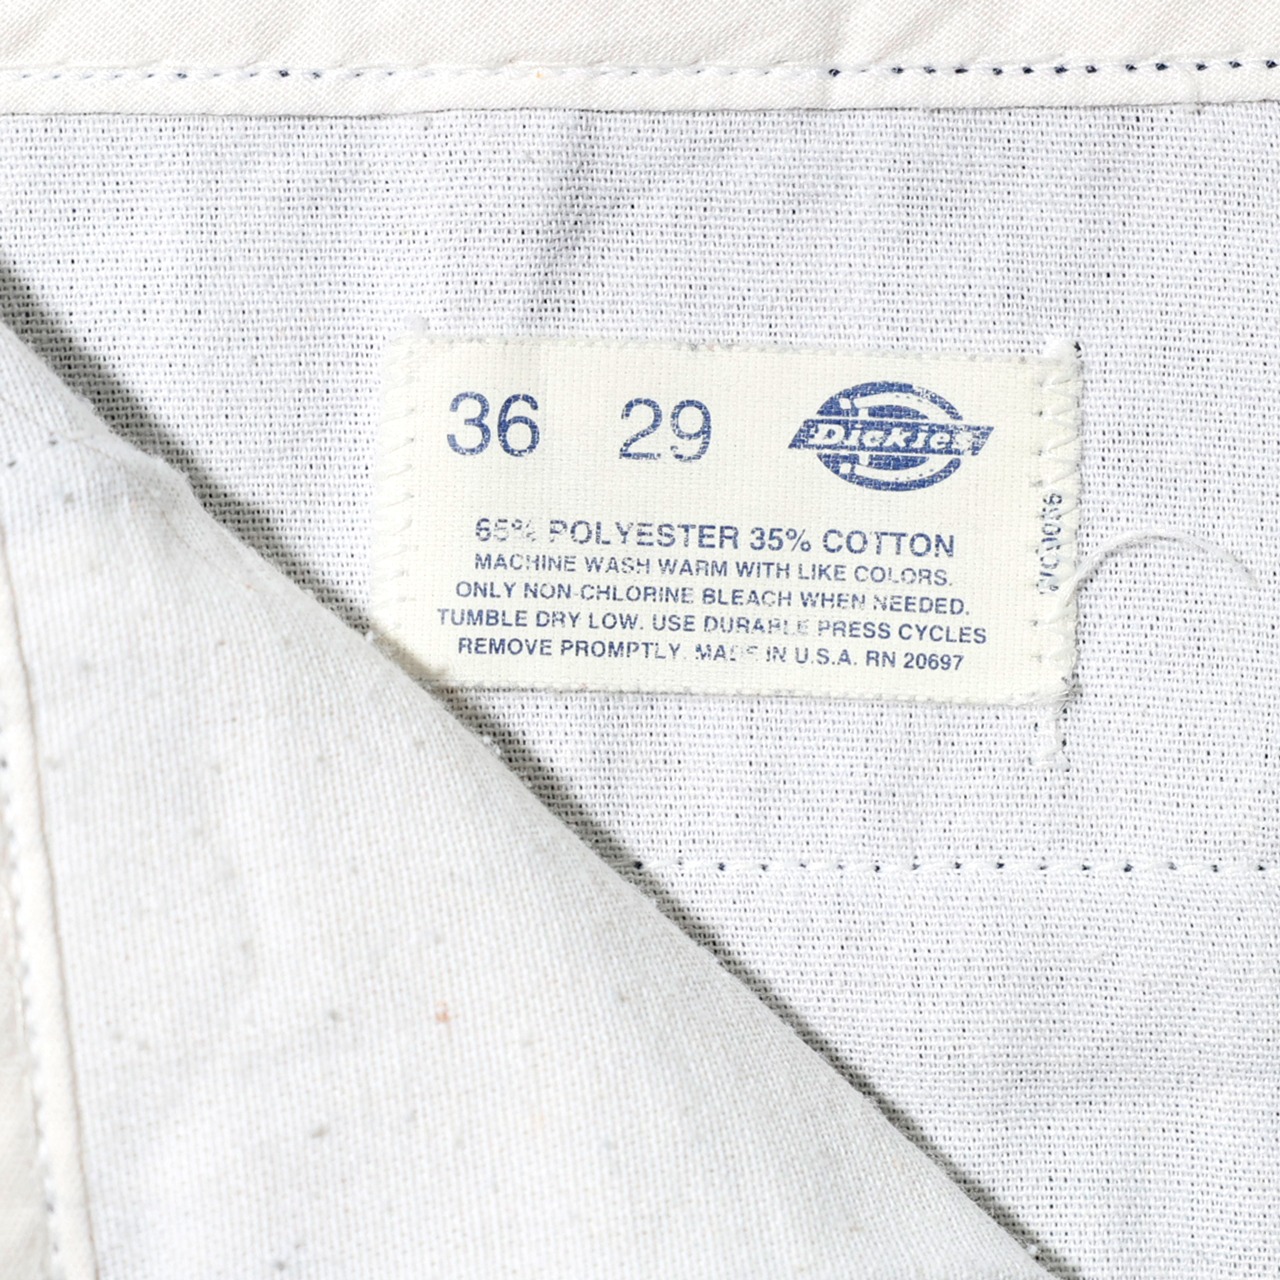 36 29 Dickies
65% POLYESTER 35% COTTON
MACHINE WASH WARM WITH LIKE COLORS.
ONLY NON-CHLORINE BLEACH WHEN NEEDED.
TUMBLE DRY LOW. USE DURABLE PRESS CYCLES
REMOVE PROMPTLY. MADE IN U.S.A. RN 20697